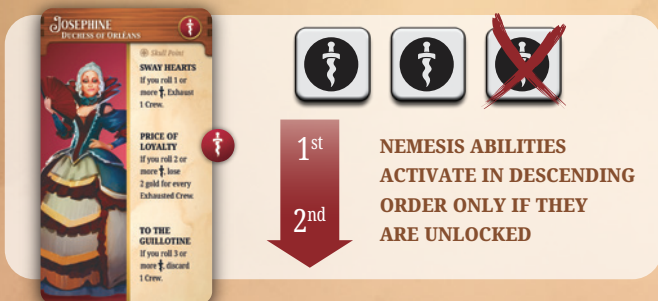 JOSEPHINE
DUCHESS OF ORLÉANS
Skull Point
SWAY HEARTS
If you roll 1 or
more , Exhaust
1 Crew.
PRICE OF
LOYALTY
If you roll 2 or
more , lose
2 gold for every
Exhausted Crew.
TO THE
GUILLOTINE
If you roll 3 or
more , discard
1 Crew.
1st
2nd
NEMESIS ABILITIES
ACTIVATE IN DESCENDING
ORDER ONLY IF THEY
ARE UNLOCKED